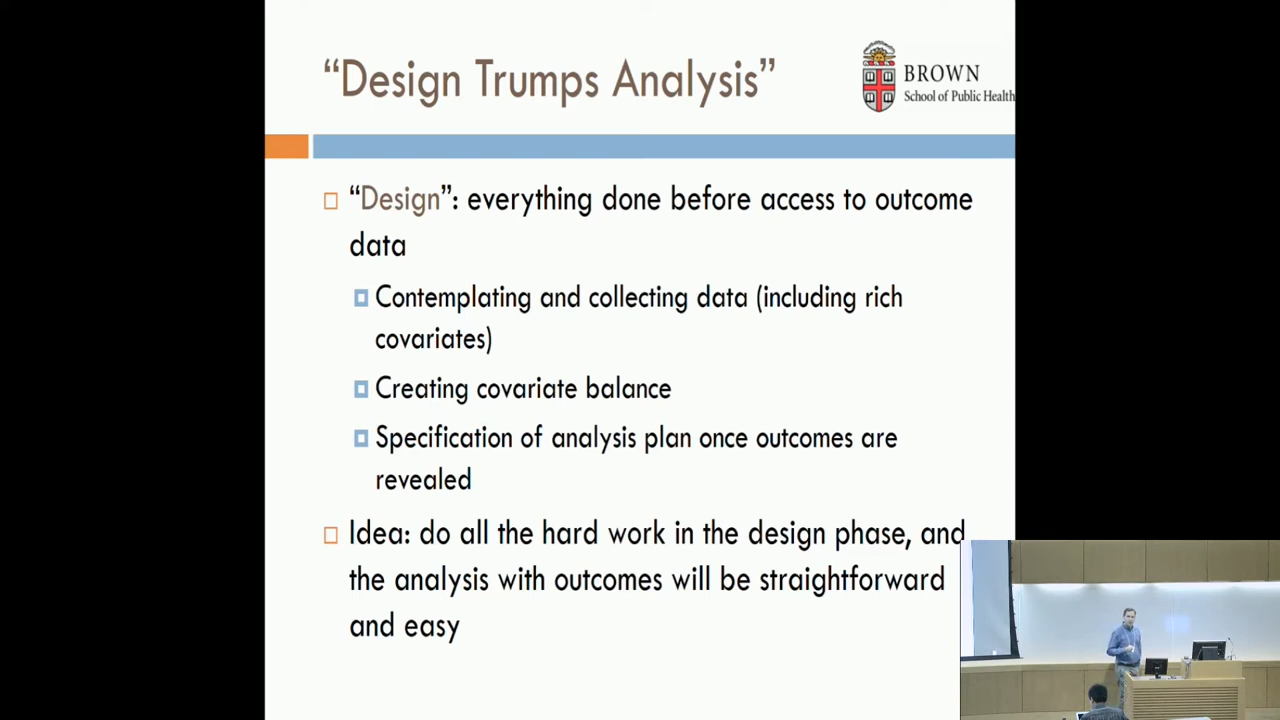 “Design Trumps Analysis”
BROWN
School of Public Health
“Design”: everything done before access to outcome
data
Contemplating and collecting data (including rich
covariates)
Creating covariate balance
Specification of analysis plan once outcomes are
revealed
Idea: do all the hard work in the design phase, and
the analysis with outcomes will be straightforward
and easy